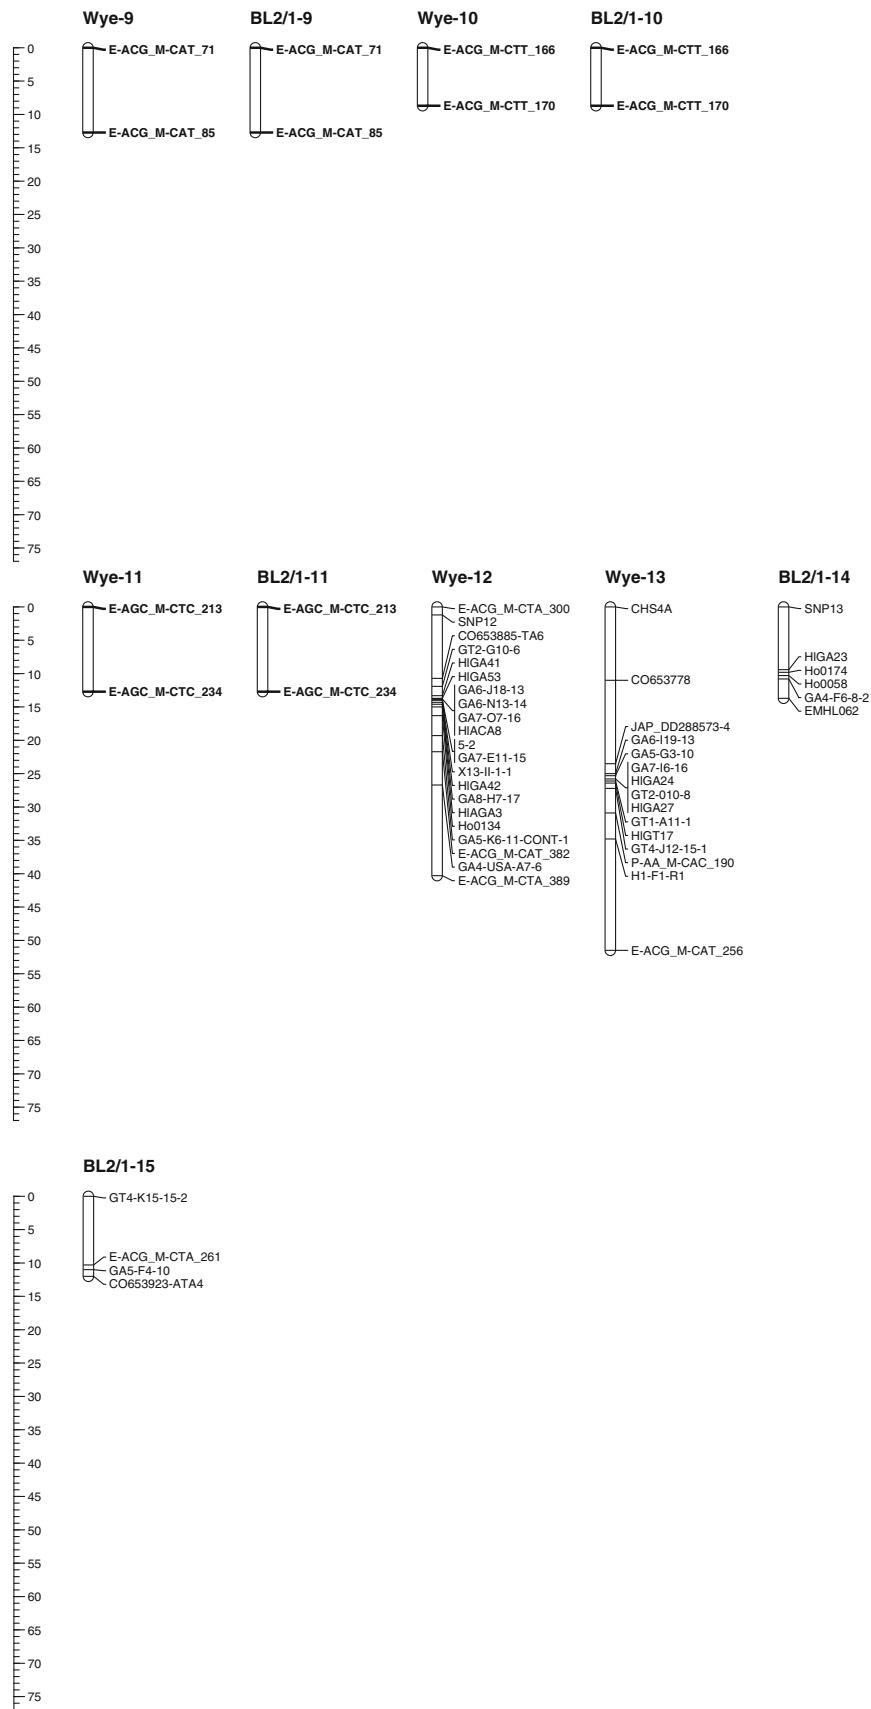 Wye-9 BL2/1-9 Wye-10 BL2/1-10
0
5
10
15
20
25
30
35
40
45
50
55
60
65
70
75
E-ACG_M-CAT_71
E-ACG_M-CAT_85
E-ACG_M-CAT_71
E-ACG_M-CAT_85
E-ACG_M-CTT_166
E-ACG_M-CTT_170
E-ACG_M-CTT_166
E-ACG_M-CTT_170
Wye-11 BL2/1-11 Wye-12 Wye-13 BL2/1-14
0
5
10
15
20
25
30
35
40
45
50
55
60
65
70
75
E-AGC_M-CTC_213
E-AGC_M-CTC_234
E-AGC_M-CTC_213
E-AGC_M-CTC_234
E-ACG_M-CTA_300
SNP12
CO653885-TA6
GT2-G10-6
HIGA41
HIGA53
GA6-J18-13
GA6-N13-14
GA7-O7-16
HIACA8
5-2
GA7-E11-15
X13-II-1-1
HIGA42
GA8-H7-17
HIAGA3
Ho0134
GA5-K6-11-CONT-1
E-ACG_M-CAT_382
GA4-USA-A7-6
E-ACG_M-CTA_389
CHS4A
CO653778
JAP_DD288573-4
GA6-I19-13
GA5-G3-10
GA7-I6-16
HIGA24
GT2-010-8
HIGA27
GT1-A11-1
HIGT17
GT4-J12-15-1
P-AA_M-CAC_190
H1-F1-R1
E-ACG_M-CAT_256
SNP13
HIGA23
Ho0174
Ho0058
GA4-F6-8-2
EMHL062
BL2/1-15
0
5
10
15
20
25
30
35
40
45
50
55
60
65
70
75
GT4-K15-15-2
E-ACG_M-CTA_261
GA5-F4-10
CO653923-ATA4